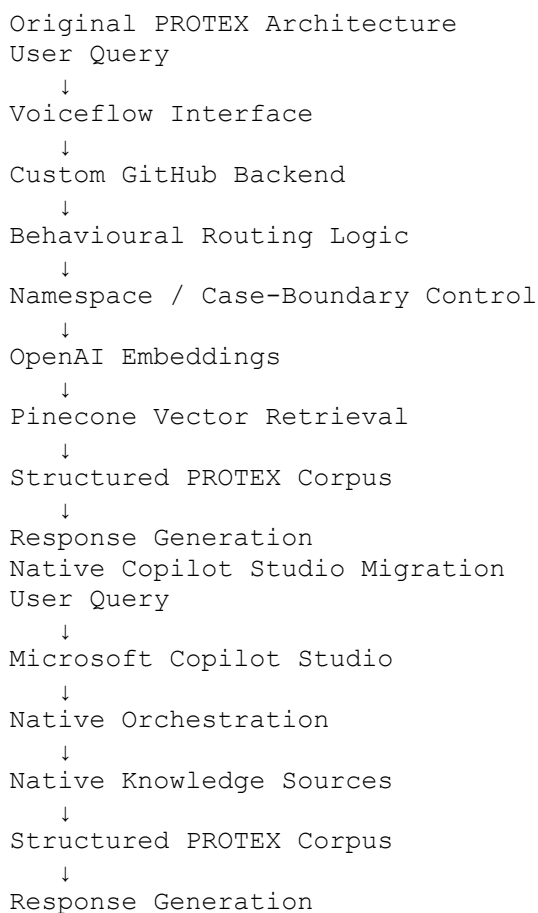 Original PROTEX Architecture
User Query
↓
Voiceflow Interface
↓
Custom GitHub Backend
↓
Behavioural Routing Logic
↓
Namespace / Case-Boundary Control
↓
OpenAI Embeddings
↓
Pinecone Vector Retrieval
↓
Structured PROTEX Corpus
↓
Response Generation
Native Copilot Studio Migration
User Query
↓
Microsoft Copilot Studio
↓
Native Orchestration
↓
Native Knowledge Sources
↓
Structured PROTEX Corpus
↓
Response Generation